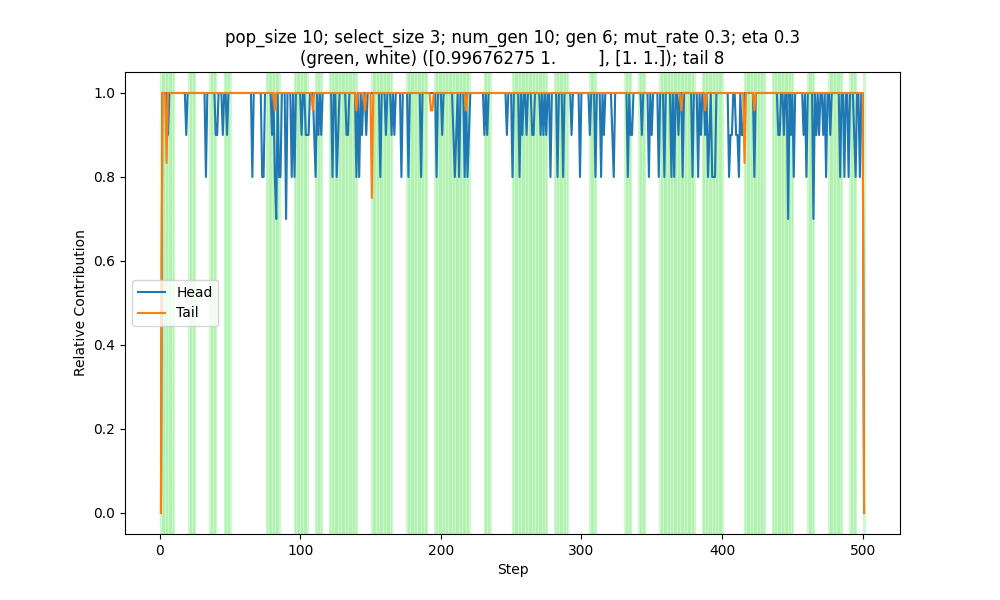 pop_size 10; select_size 3; num_gen 10; gen 6; mut_rate 0.3; eta 0.3
(green, white) ([0.99676275 1.        ], [1. 1.]); tail 8
1.0
0.8
0.6
0.4
0.2
0.0
Relative Contribution
Head
Tail
0
100
200
300
400
500
Step